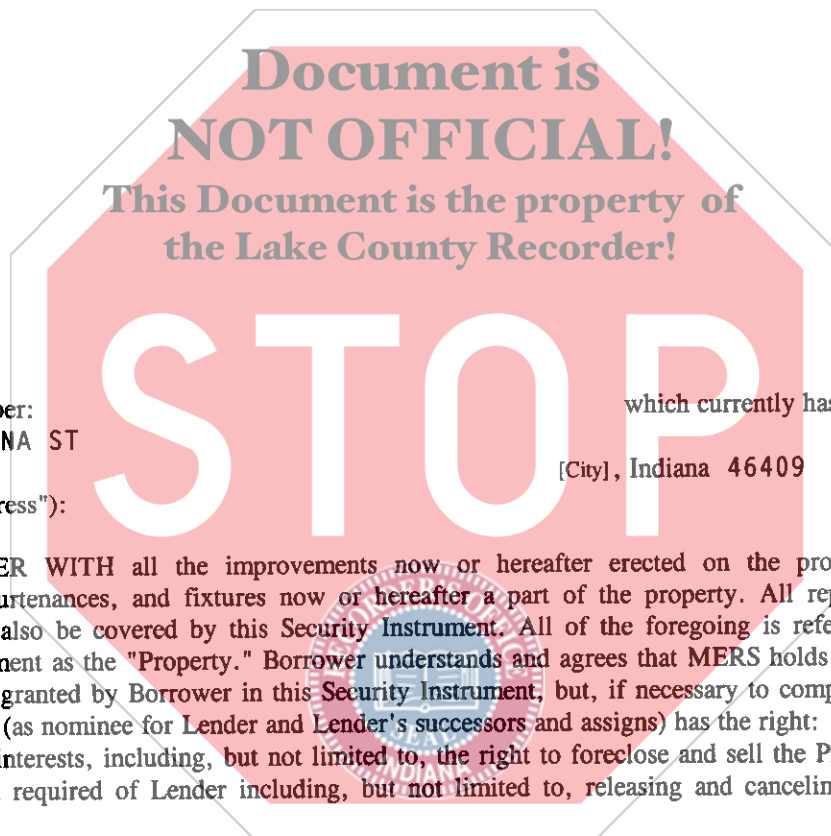 Document is
NOT OFFICIAL!
This Document is the property of
the Lake County Recorder!
STOP
which currently has
NA ST
[City], Indiana 46409
ress"):
ER WITH all the improvements now or hereafter erected on the pro
urtenances, and fixtures now or hereafter a part of the property. All rep
also be covered by this Security Instrument. All of the foregoing is refe
nent as the "Property." Borrower understands and agrees that MERS holds
granted by Borrower in this Security Instrument, but, if necessary to comp
(as nominee for Lender and Lender's successors and assigns) has the right:
interests, including, but not limited to, the right to foreclose and sell the P
required of Lender including, but not limited to, releasing and cancelin
RECORDER'S OFFICE
SEAL
INDIANA